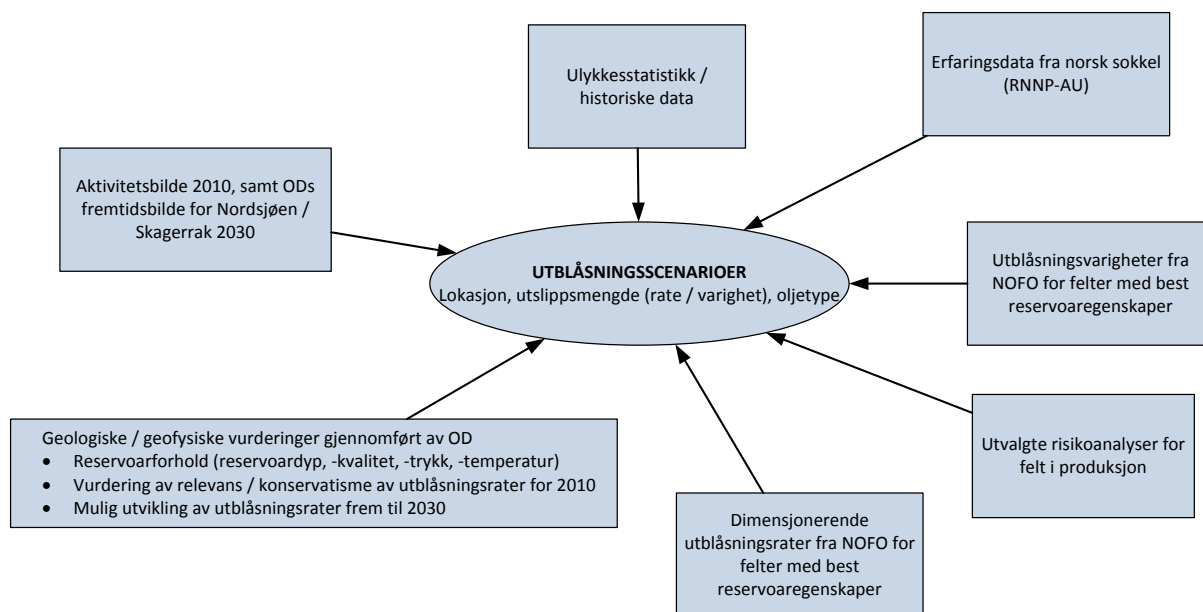 Ulykkesstatistikk /
historiske data
Erfaringsdata fra norsk sokkel
(RNNP-AU)
Aktivitetsbilde 2010, samt ODs
fremtidsbilde for Nordsjøen /
Skagerrak 2030
UTBLÅSNINGSSCENARIOER
Lokasjon, utslippsmengde (rate / varighet), oljetype
Utblåsningsvarigheter fra
NOFO for felter med best
reservoaregenskaper
Geologiske / geofysiske vurderinger gjennomført av OD
• Reservoarforhold (reservoardyp, -kvalitet, -trykk, -temperatur)
• Vurdering av relevans / konservatisme av utblåsningsrater for 2010
• Mulig utvikling av utblåsningsrater frem til 2030
Utvalgte risikoanalyser for
felt i produksjon
Dimensjonerende
utblåsningsrater fra NOFO for
felter med best
reservoaregenskaper